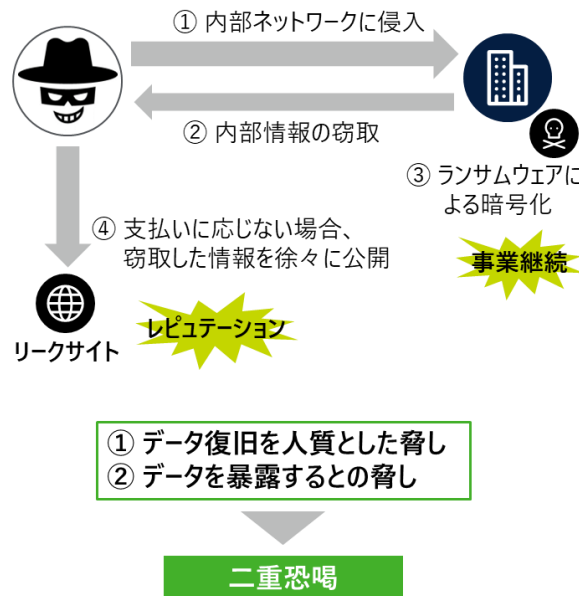 ① 内部ネットワークに侵入
② 内部情報の窃取
③ ランサムウェアに
よる暗号化
④ 支払いに応じない場合、
窃取した情報を徐々に公開
事業継続
レピュテーション
リークサイト
① データ復旧を人質とした脅し
② データを暴露するとの脅し
二重恐喝